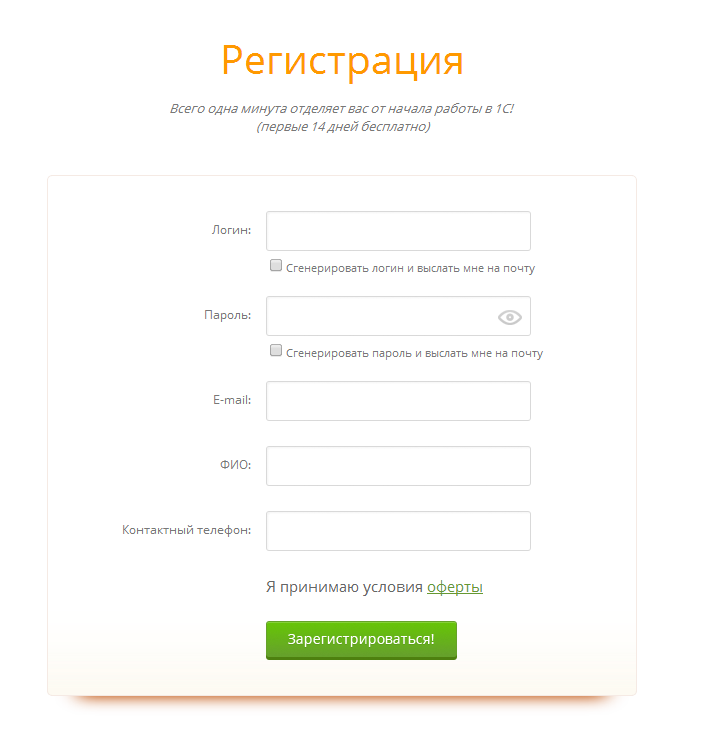 Регистрация
Всего одна минута отделяет вас от начала работы в 1С!
(первые 14 дней бесплатно)
Логин:
Сгенерировать логин и выслать мне на почту
Пароль:
Сгенерировать пароль и выслать мне на почту
E-mail:
ФИО:
Контактный телефон:
Я принимаю условия оферты
Зарегистрироваться!